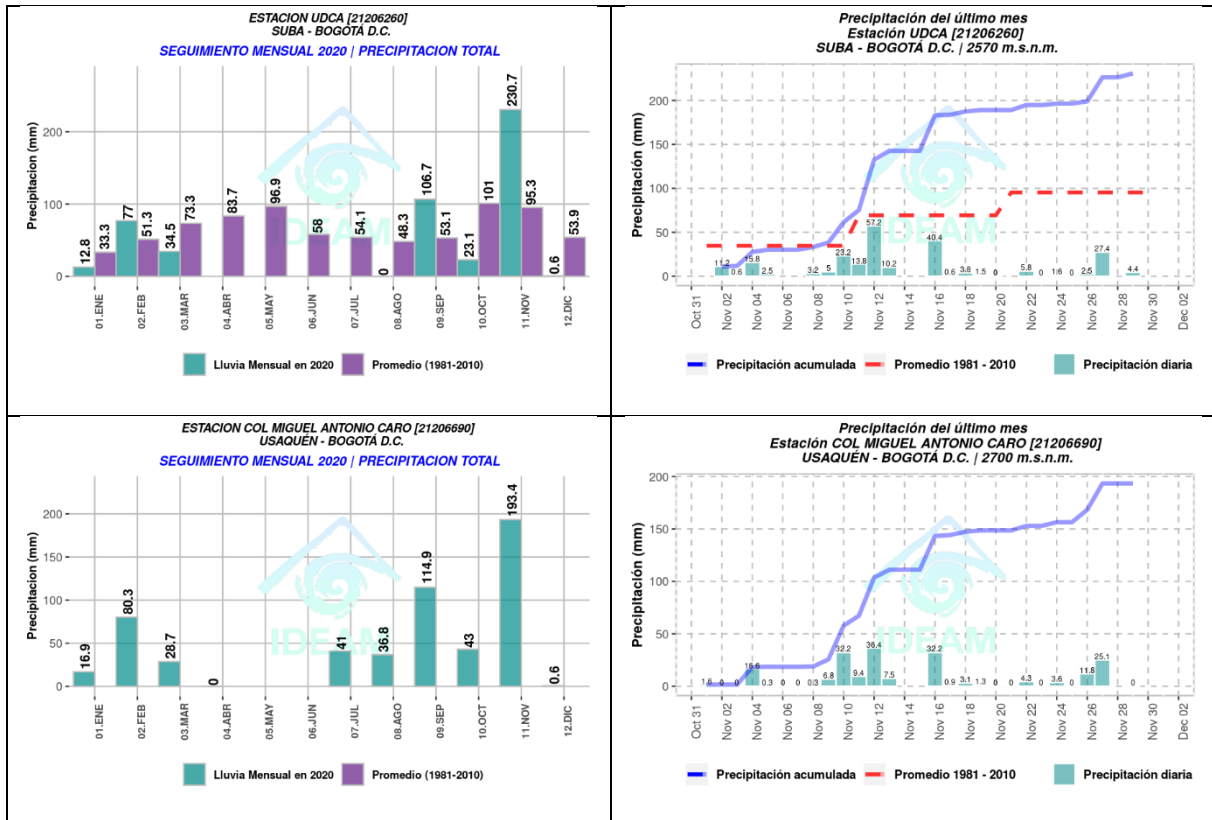 ESTACION UDCA [21206260]
SUBA - BOGOTÁ D.C.
SEGUIMIENTO MENSUAL 2020 | PRECIPITACION TOTAL
Precipitacion (mm)
200
100
0
12.8
33.3
77
51.3
34.5
73.3
83.7
96.9
58
54.1
0
48.3
106.7
53.1
23.1
101
230.7
95.3
0.6
53.9
IDEAM
01.ENE
02.FEB
03.MAR
04.ABR
05.MAY
06.JUN
07.JUL
08.AGO
09.SEP
10.OCT
11.NOV
12.DIC
Lluvia Mensual en 2020
Promedio (1981-2010)
Precipitación del último mes
Estación UDCA [21206260]
SUBA - BOGOTÁ D.C. | 2570 m.s.n.m.
Precipitación (mm)
200
150
100
50
0
11.2
0.6
15.8
2.5
3.2
5
23.2
13.8
57.2
10.2
40.4
0.6
3.8
1.5
0
5.8
0
1.6
0
2.5
27.4
4.4
IDEAM
Oct 31
Nov 02
Nov 04
Nov 06
Nov 08
Nov 10
Nov 12
Nov 14
Nov 16
Nov 18
Nov 20
Nov 22
Nov 24
Nov 26
Nov 28
Nov 30
Dec 02
Precipitación acumulada
Promedio 1981 - 2010
Precipitación diaria
ESTACION COL MIGUEL ANTONIO CARO [21206690]
USAQUÉN - BOGOTÁ D.C.
SEGUIMIENTO MENSUAL 2020 | PRECIPITACION TOTAL
Precipitacion (mm)
200
150
100
50
0
16.9
80.3
28.7
0
41
36.8
114.9
43
193.4
0.6
IDEAM
01.ENE
02.FEB
03.MAR
04.ABR
05.MAY
06.JUN
07.JUL
08.AGO
09.SEP
10.OCT
11.NOV
12.DIC
Lluvia Mensual en 2020
Promedio (1981-2010)
Precipitación del último mes
Estación COL MIGUEL ANTONIO CARO [21206690]
USAQUÉN - BOGOTÁ D.C. | 2700 m.s.n.m.
Precipitación (mm)
200
150
100
50
0
1.6
0
0
16.6
0.3
0
0
0.3
6.8
32.2
9.4
36.4
7.5
32.2
0.9
3.1
1.3
0
0
4.3
0
3.6
0
11.8
25.1
0
IDEAM
Oct 31
Nov 02
Nov 04
Nov 06
Nov 08
Nov 10
Nov 12
Nov 14
Nov 16
Nov 18
Nov 20
Nov 22
Nov 24
Nov 26
Nov 28
Nov 30
Dec 02
Precipitación acumulada
Promedio 1981 - 2010
Precipitación diaria